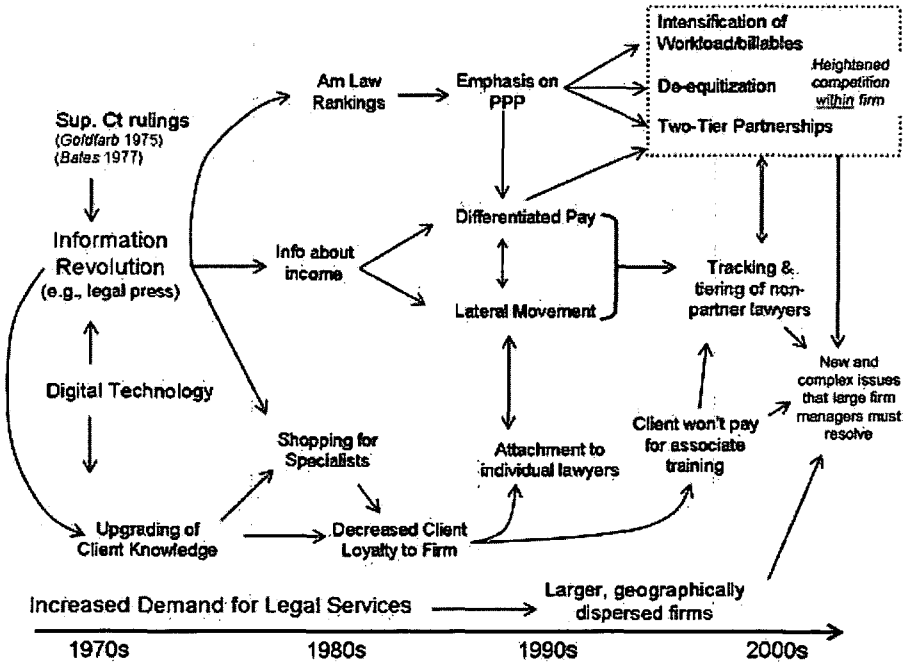 Sup. Ct rulings
(Goldfarb 1975)
(Bates 1977)
Information
Revolution
(e.g., legal press)
Digital Technology
Upgrading of
Client Knowledge
Am Law
Rankings
Info about
income
Shopping for
Specialists
Decreased Client
Loyalty to Firm
Emphasis on
PPP
Differentiated Pay
Lateral Movement
Attachment to
individual lawyers
Intensification of
Workload/billables
De-equitization
Two-Tier Partnerships
Heightened
competition
within firm
Tracking &
tiering of non-
partner lawyers
Client won't pay
for associate
training
New and
complex issues
that large firm
managers must
resolve
Increased Demand for Legal Services
Larger, geographically
dispersed firms
1970s
1980s
1990s
2000s